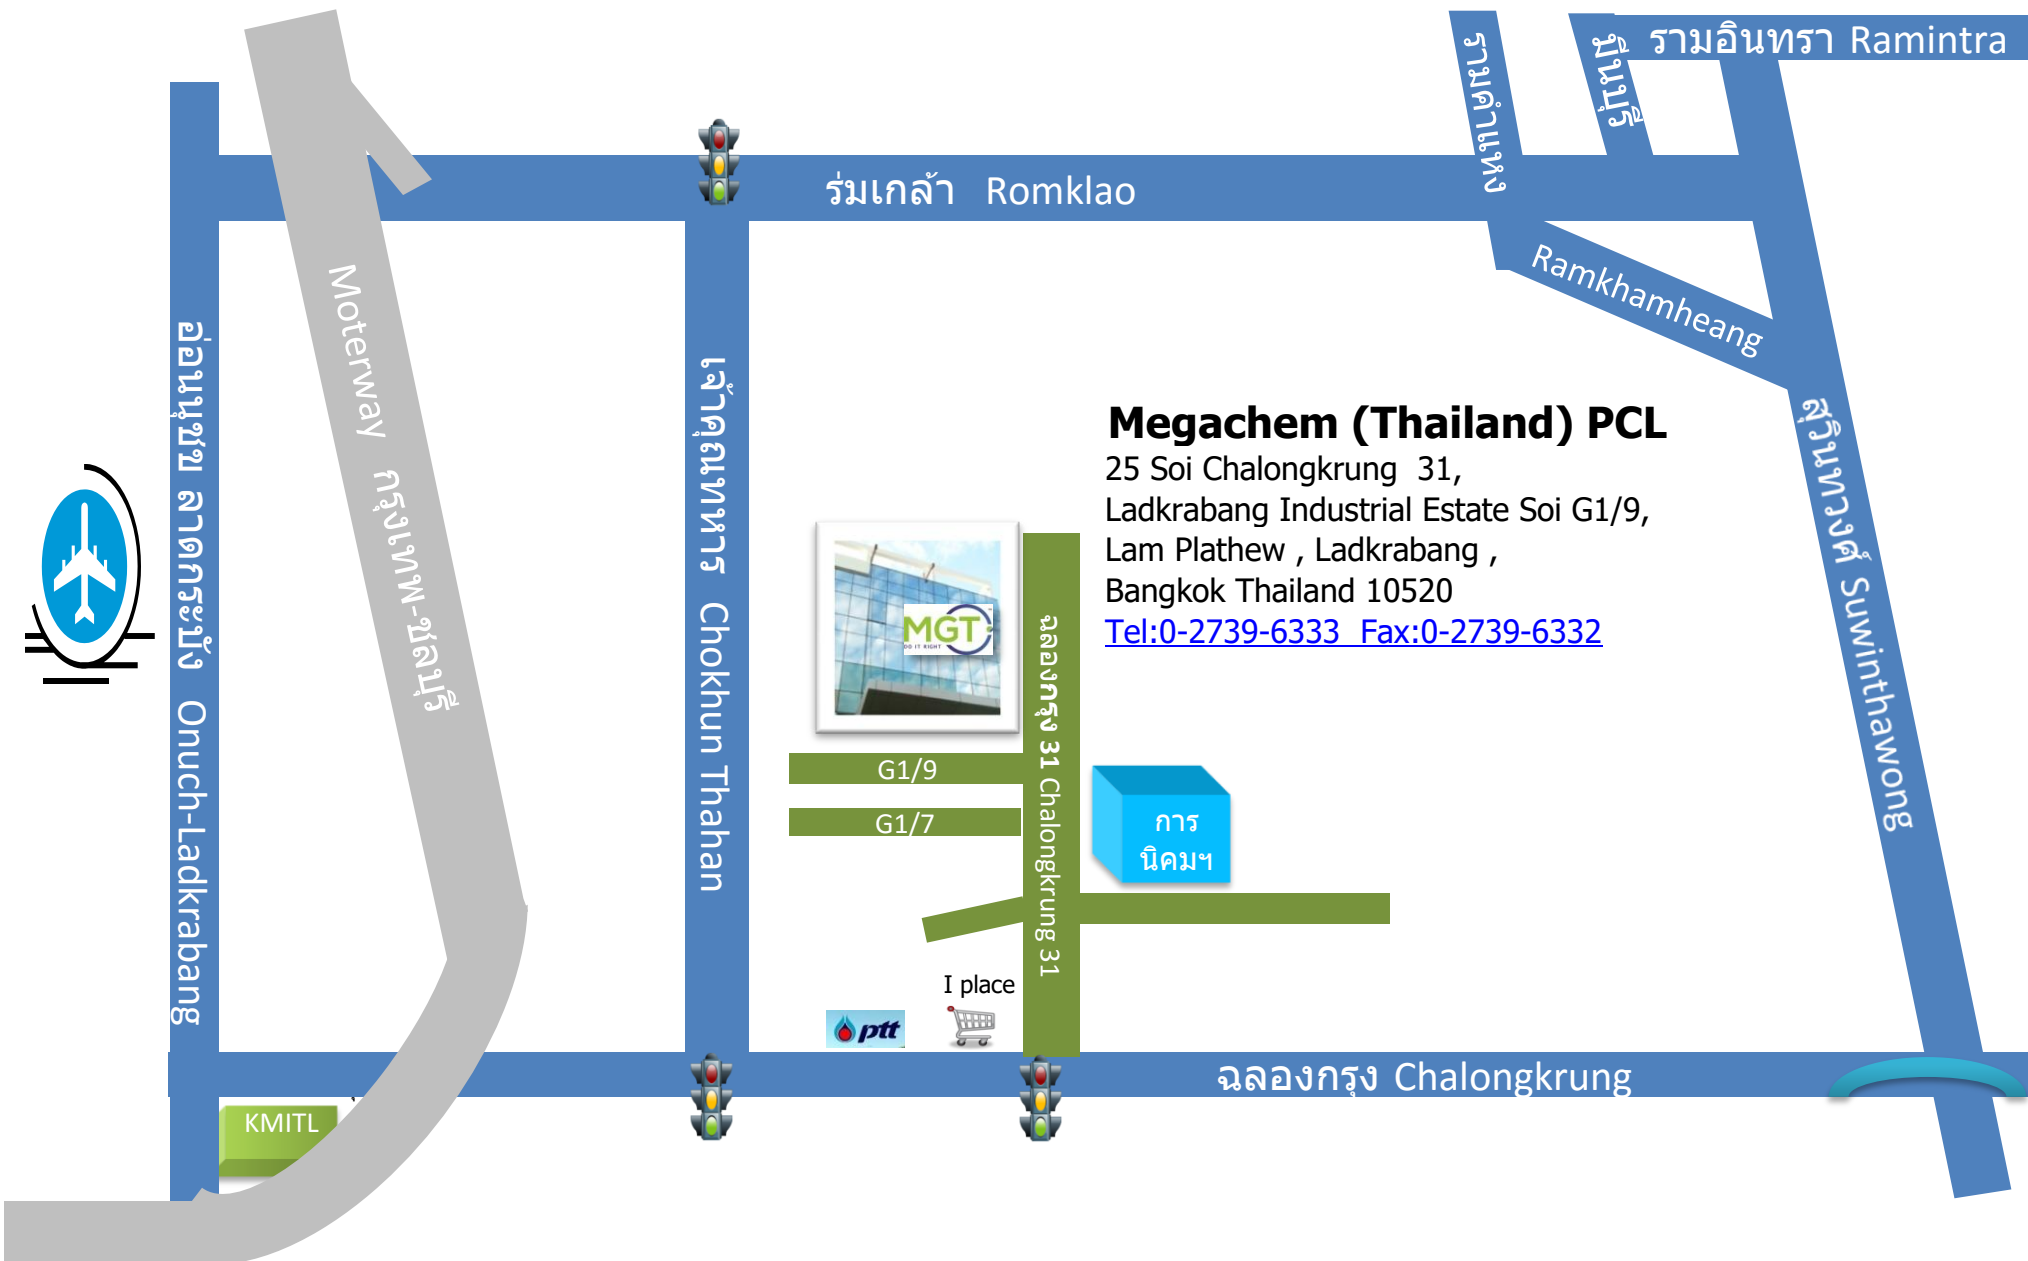 รามอินทรา Ramintra
มีนบุรี
รามคำแหง
ร่มเกล้า Romklao
Ramkhamheang
Moterway กรุงเทพ-ชลบุรี
อ่อนนุชช ลาดกระบัง Onuch-Ladkrabang
เจ้าคุณทหาร Chokhun Thahan
สุวินทวงศ์ Suwinthawong
Megachem (Thailand) PCL
25 Soi Chalongkrung 31,
Ladkrabang Industrial Estate Soi G1/9,
Lam Plathew , Ladkrabang ,
Bangkok Thailand 10520
Tel:0-2739-6333 Fax:0-2739-6332
MGT
DO IT RIGHT
ฉลองกรุง 31 Chalongkrung 31
G1/9
G1/7
การ
นิคมฯ
I place
ptt
ฉลองกรุง Chalongkrung
KMITL